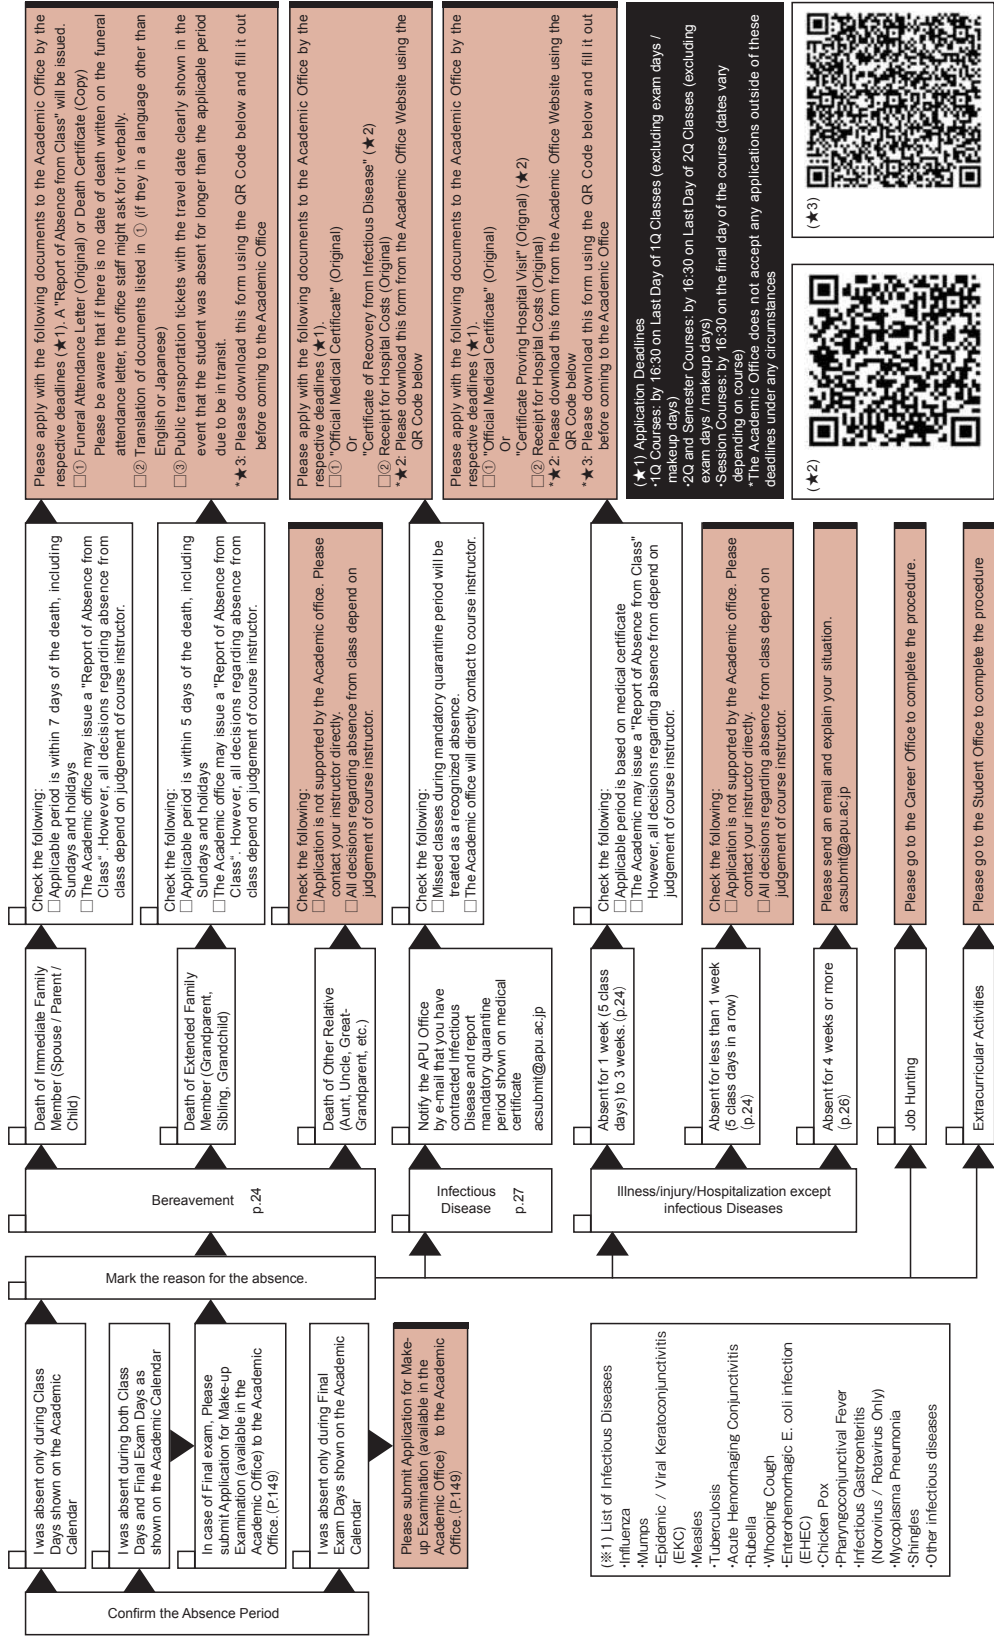 Confirm the Absence Period
I was absent only during Class
Days shown on the Academic
Calendar
I was absent during both Class
Days and Final Exam Days as
shown on the Academic Calendar
In case of Final exam, Please
submit Application for Make-up
Examination (available in the
Academic Office) to the Academic
Office.(P.149)
I was absent only during Final
Exam Days shown on the Academic
Calendar
Please submit Application for Make-
up Examination (available in the
Academic Office) to the Academic
Office.(P.149)
(※1) List of Infectious Diseases
・Influenza
・Mumps
・Epidemic / Viral Keratoconjunctivitis
(EKC)
・Measles
・Tuberculosis
・Acute Hemorrhaging Conjunctivitis
・Rubella
・Whooping Cough
・Enterohemorrhagic E. coli infection
(EHEC)
・Chicken Pox
・Pharyngoconjunctival Fever
・Infectious Gastroenteritis
(Norovirus / Rotavirus Only)
・Mycoplasma Pneumonia
・Shingles
・Other infectious diseases
Mark the reason for the absence.
Bereavement
p.24
Infectious
Disease
p.27
Illness/injury/Hospitalization except
infectious Diseases
Death of Immediate Family
Member (Spouse / Parent /
Child)
Death of Extended Family
Member (Grandparent,
Sibling, Grandchild)
Death of Other Relative
(Aunt, Uncle, Great-
Grandparent, etc.)
Notify the APU Office
by e-mail that you have
contracted Infectious
Disease and report
mandatory quarantine
period shown on medical
certificate
acsubmit@apu.ac.jp
Absent for 1 week (5 class
days) to 3 weeks. (p.24)
Absent for less than 1 week
(5 class days in a row)
(p.24)
Absent for 4 weeks or more
(p.26)
Job Hunting
Extracurricular Activities
Check the following:
□Applicable period is within 7 days of the death, including
Sundays and holidays
□The Academic office may issue a "Report of Absence from
Class" .However, all decisions regarding absence from
class depend on judgement of course instructor.
Check the following:
□Applicable period is within 5 days of the death, including
Sundays and holidays
□The Academic office may issue a "Report of Absence from
Class". However, all decisions regarding absence from
class depend on judgement of course instructor.
Check the following:
□Application is not supported by the Academic office. Please
contact your instructor directly.
□All decisions regarding absence from class depend on
judgement of course instructor.
Check the following:
□Missed classes during mandatory quarantine period will be
treated as a recognized absence.
□The Academic office will directly contact to course instructor.
Check the following:
□Applicable period is based on medical certificate
□The Academic may issue a "Report of Absence from Class"
However, all decisions regarding absence from depend on
judgement of course instructor.
Check the following:
□Application is not supported by the Academic office. Please
contact your instructor directly.
□All decisions regarding absence from class depend on
judgement of course instructor.
Please send an email and explain your situation.
acsubmit@apu.ac.jp
Please go to the Career Office to complete the procedure.
Please go to the Student Office to complete the procedure
Please apply with the following documents to the Academic Office by the
respective deadlines (★1). A "Report of Absence from Class" will be issued.
□① Funeral Attendance Letter (Original) or Death Certificate (Copy)
Please be aware that if there is no date of death written on the funeral
attendance letter, the office staff might ask for it verbally.
□② Translation of documents listed in ① (if they in a language other than
English or Japanese)
□③ Public transportation tickets with the travel date clearly shown in the
event that the student was absent for longer than the applicable period
due to be in transit.
*★3: Please download this form using the QR Code below and fill it out
before coming to the Academic Office
Please apply with the following documents to the Academic Office by the
respective deadlines (★1).
□① "Official Medical Certificate" (Original)
Or
"Certificate of Recovery from Infectious Disease" (★2)
□② Receipt for Hospital Costs (Original)
*★2: Please download this form from the Academic Office Website using the
QR Code below
Please apply with the following documents to the Academic Office by the
respective deadlines (★1),
□① "Official Medical Certificate" (Original)
Or
"Certificate Proving Hospital Visit" (Orignal) (★2)
□② Receipt for Hospital Costs (Original)
*★2: Please download this form from the Academic Office Website using the
QR Code below
*★3: Please download this form using the QR Code below and fill it out
before coming to the Academic Office
(★1) Application Deadlines
・1Q Courses: by 16:30 on Last Day of 1Q Classes (excluding exam days /
makeup days)
・2Q and Semester Courses: by 16:30 on Last Day of 2Q Classes (excluding
exam days / makeup days)
・Session Courses: by 16:30 on the final day of the course (dates vary
depending on course)
*The Academic Office does not accept any applications outside of these
deadlines under any circumstances
(★2)
(★3)